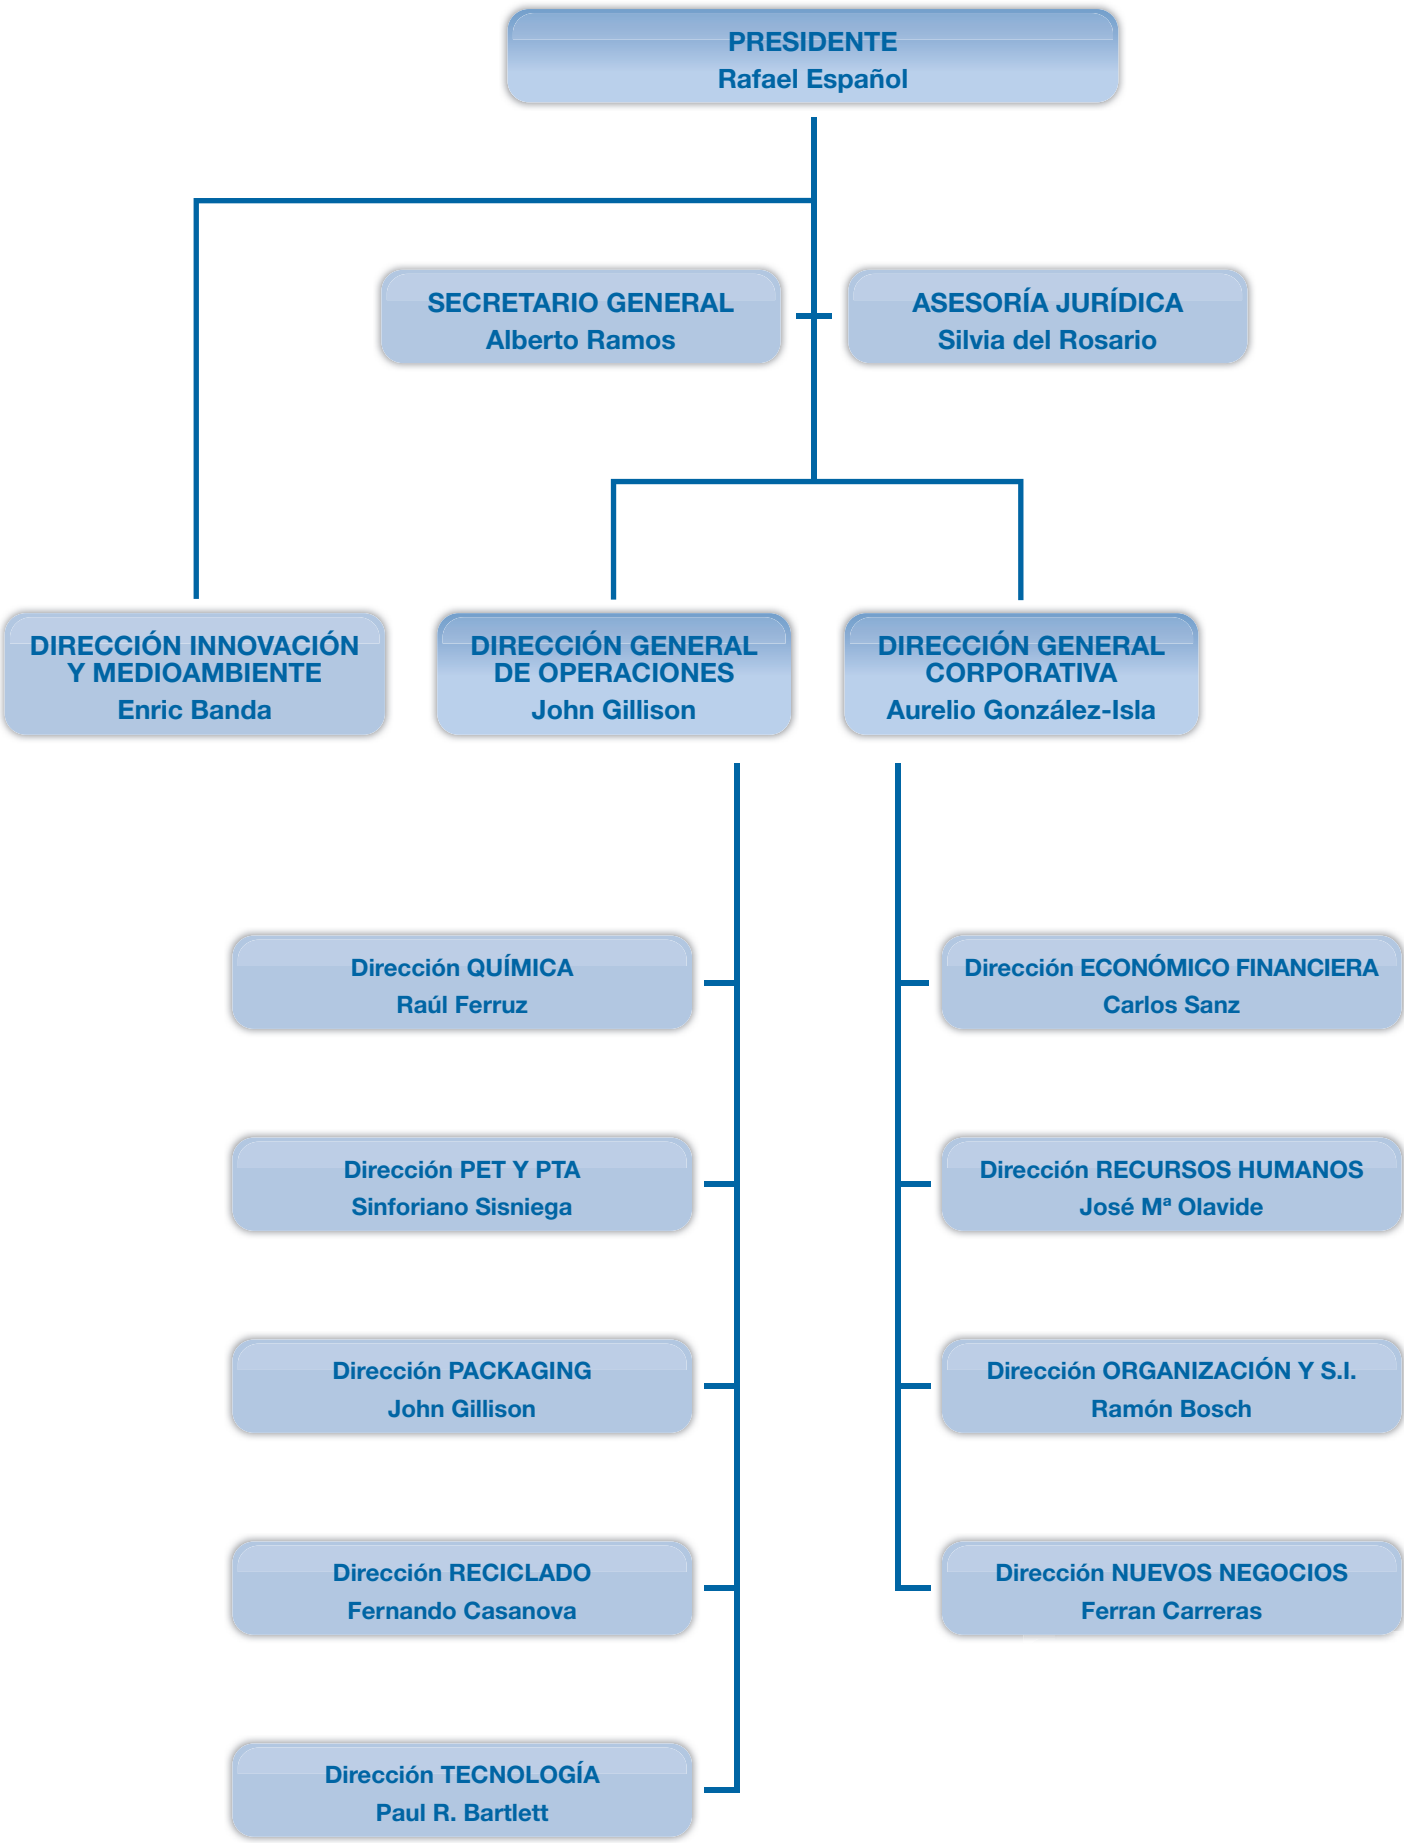 PRESIDENTE
Rafael Español
SECRETARIO GENERAL
Alberto Ramos
ASESORÍA JURÍDICA
Silvia del Rosario
DIRECCIÓN INNOVACIÓN
Y MEDIOAMBIENTE
Enric Banda
DIRECCIÓN GENERAL
DE OPERACIONES
John Gillison
DIRECCIÓN GENERAL
CORPORATIVA
Aurelio González-Isla
Dirección QUÍMICA
Raúl Ferruz
Dirección ECONÓMICO FINANCIERA
Carlos Sanz
Dirección PET Y PTA
Sinforiano Sisniega
Dirección RECURSOS HUMANOS
José Mª Olavide
Dirección PACKAGING
John Gillison
Dirección ORGANIZACIÓN Y S.I.
Ramón Bosch
Dirección RECICLADO
Fernando Casanova
Dirección NUEVOS NEGOCIOS
Ferran Carreras
Dirección TECNOLOGÍA
Paul R. Bartlett